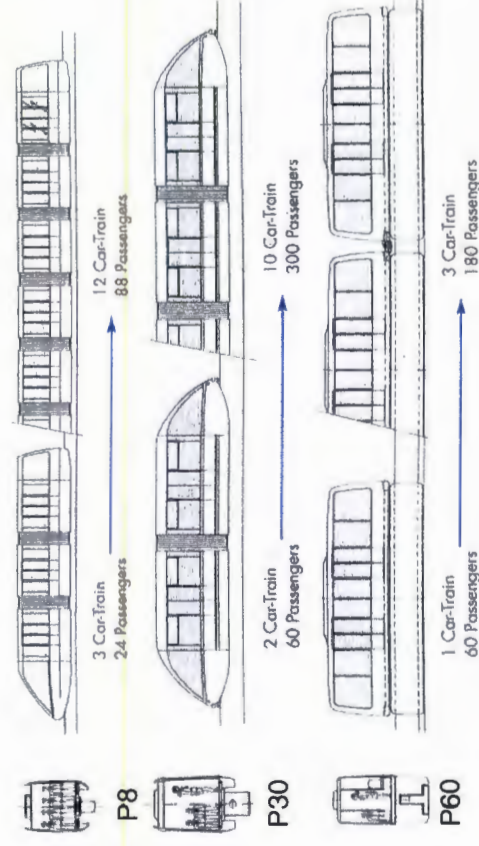 P8
3 Car-Train
24 Passengers
12 Car-Train
88 Passengers
P30
2 Car-Train
60 Passengers
10 Car-Train
300 Passengers
P60
1 Car-Train
60 Passengers
3 Car-Train
180 Passengers